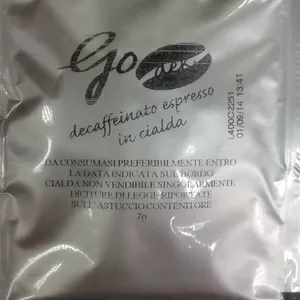 go dek
decaffeinato espresso
in cialda
DA CONSUMASI PREFERIBILMENTE ENTRO
LA DATA INDICATA SUL BORDO
CIALDA NON VENDIBILE SINGOLARMENTE
DICITURE DI LEGGE RIPORTATE
SULL'ASTUCCIO CONTENITORE
7g
L400C2251
01/09/14 13:41